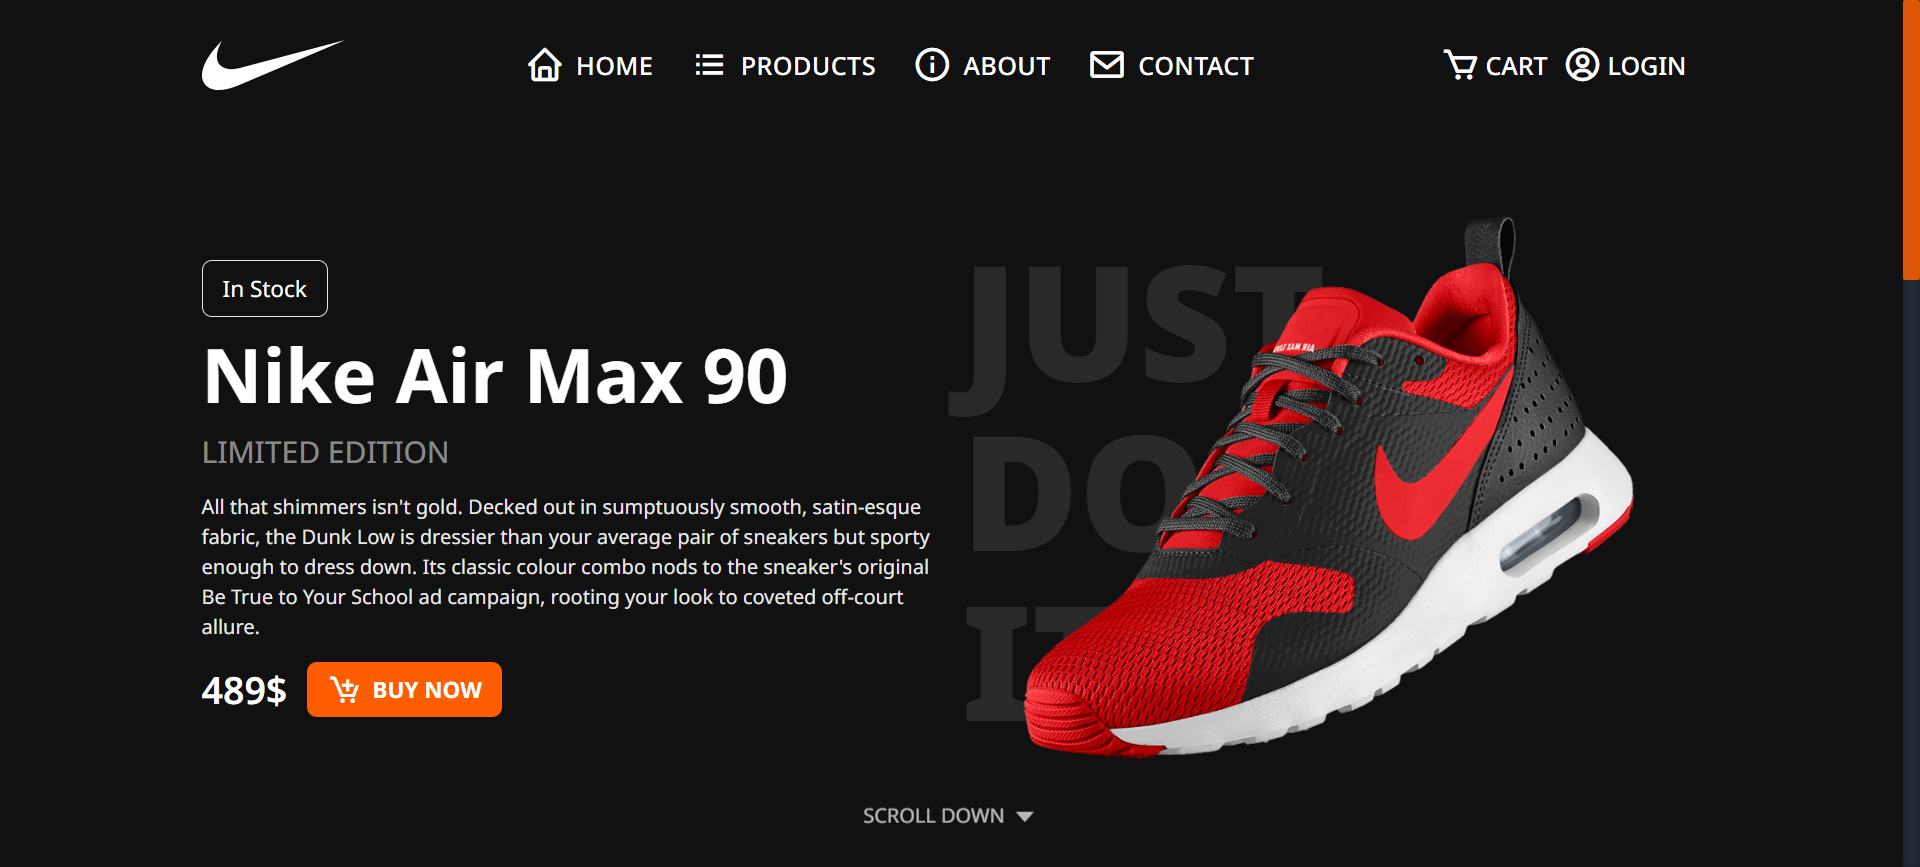 HOME PRODUCTS ABOUT CONTACT CART LOGIN
In Stock
Nike Air Max 90
LIMITED EDITION
All that shimmers isn't gold. Decked out in sumptuously smooth, satin-esque
fabric, the Dunk Low is dressier than your average pair of sneakers but sporty
enough to dress down. Its classic colour combo nods to the sneaker's original
Be True to Your School ad campaign, rooting your look to coveted off-court
allure.
489$ BUY NOW
JUST
DO
IT
SCROLL DOWN